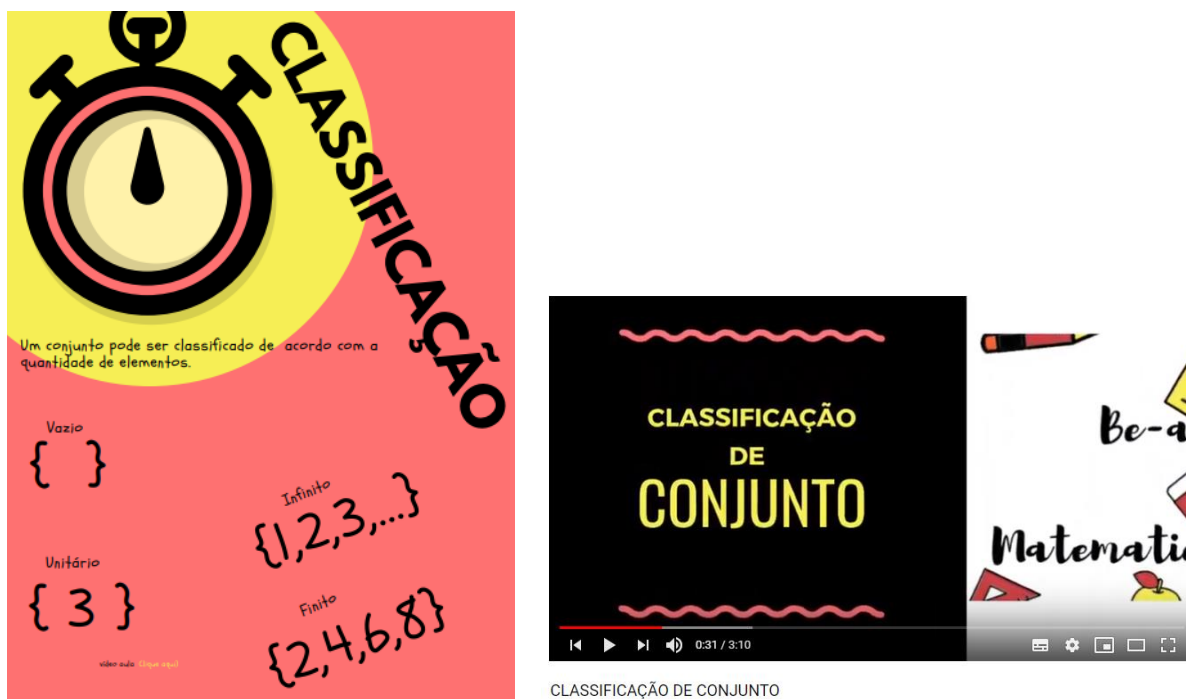 CLASSIFICAÇÃO
Um conjunto pode ser classificado de acordo com a
quantidade de elementos.
Vazio
{ }
Infinito
{1,2,3,...}
Unitário
{ 3 }
Finito
{2,4,6,8}
vídeo aula: (clique aqui)
CLASSIFICAÇÃO
DE
CONJUNTO
Be-a
Matematic
0:31 / 3:10
CLASSIFICAÇÃO DE CONJUNTO